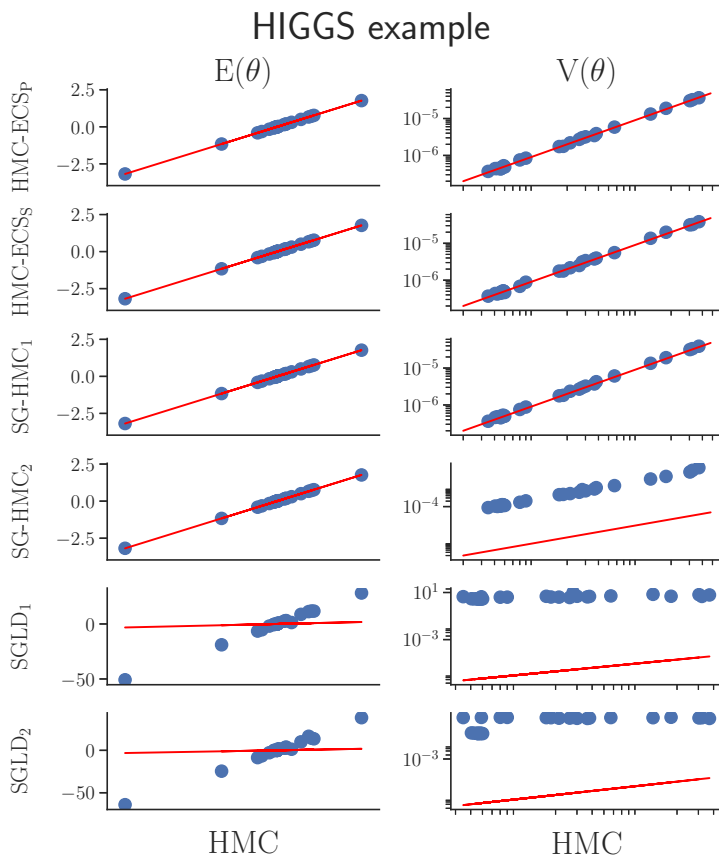 HIGGS example
E(θ)
V(θ)
HMC-ECS_P
2.5
0.0
−2.5
10^{-5}
10^{-6}
HMC-ECS_S
2.5
0.0
−2.5
10^{-5}
10^{-6}
SG-HMC_1
2.5
0.0
−2.5
10^{-5}
10^{-6}
SG-HMC_2
2.5
0.0
−2.5
10^{-4}
SGLD_1
0
−50
10^{1}
10^{-3}
SGLD_2
0
−50
10^{-3}
HMC
HMC